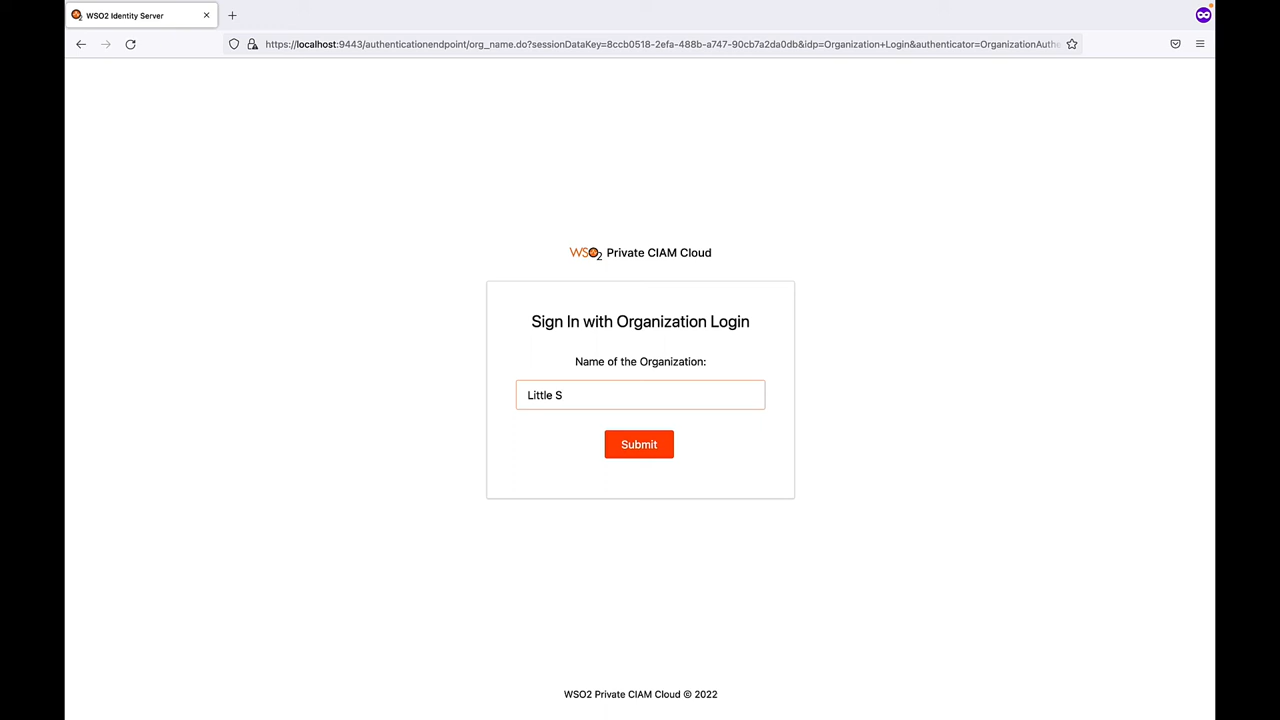 WSO2 Identity Server
https://localhost:9443/authenticationendpoint/org_name.do?sessionDataKey=8ccb0518-2efa-488b-a747-90cb7a2da0db&idp=Organization+Login&authenticator=OrganizationAuthe
WSO2 Private CIAM Cloud
Sign In with Organization Login
Name of the Organization:
Little S
Submit
WSO2 Private CIAM Cloud © 2022